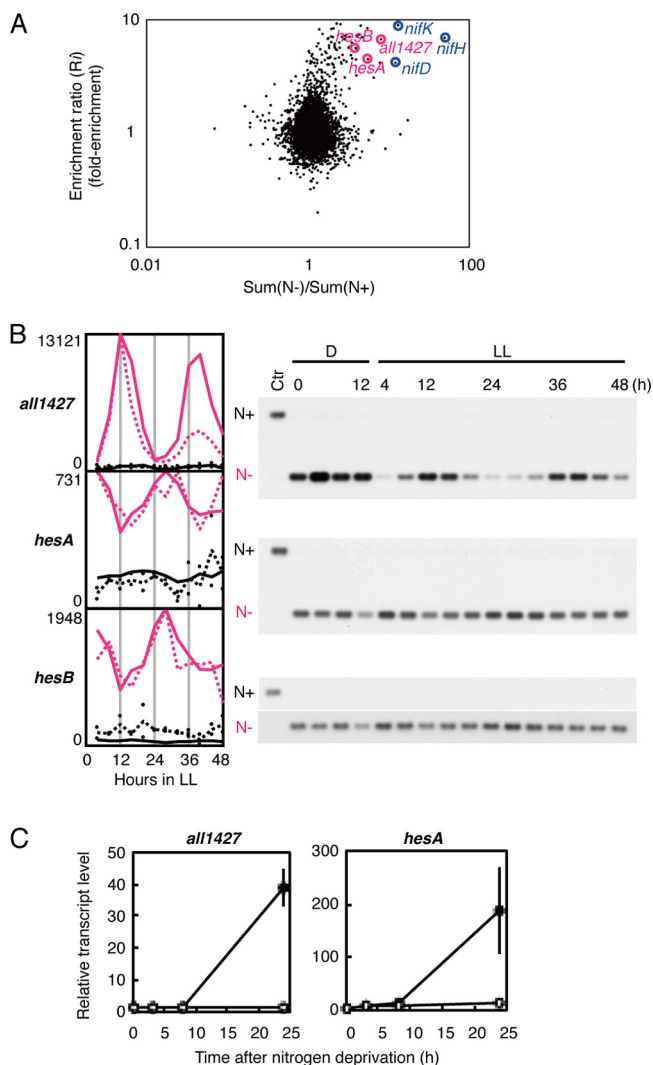 A
Enrichment ratio (Ri)
(fold-enrichment)
10
1
0.1
hesB
nifK
all1427
nifH
hesA
nifD
0.01
1
100
Sum(N-)/Sum(N+)
B
13121
all1427
0
731
hesA
0
1948
hesB
0
0 12 24 36 48
Hours in LL
Ctr
D LL
0 12 4 12 24 36 48 (h)
N+
N-
N+
N-
N+
N-
C
all1427
hesA
Relative transcript level
50
40
30
20
10
0
0 5 10 15 20 25
300
200
100
0
0 5 10 15 20 25
Time after nitrogen deprivation (h)